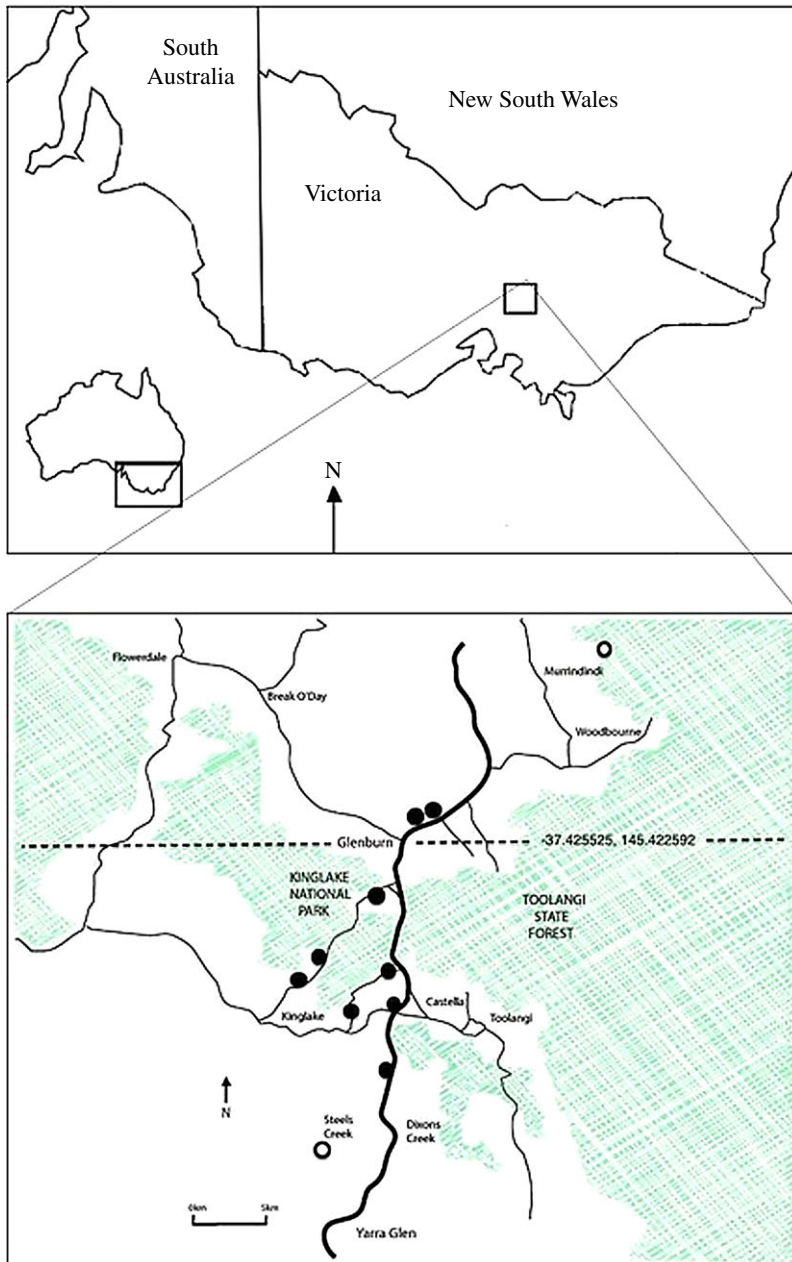 South
Australia
New South Wales
Victoria
N
Flowerdale
Murrindindi
Break O'Day
Woodbourne
Glenburn
-37.425525, 145.422592
KINGLAKE
NATIONAL
PARK
TOOLANGI
STATE
FOREST
Castella
Kinglake
Toolangi
N
Steels
Creek
Dixons
Creek
0km
5km
Yarra Glen